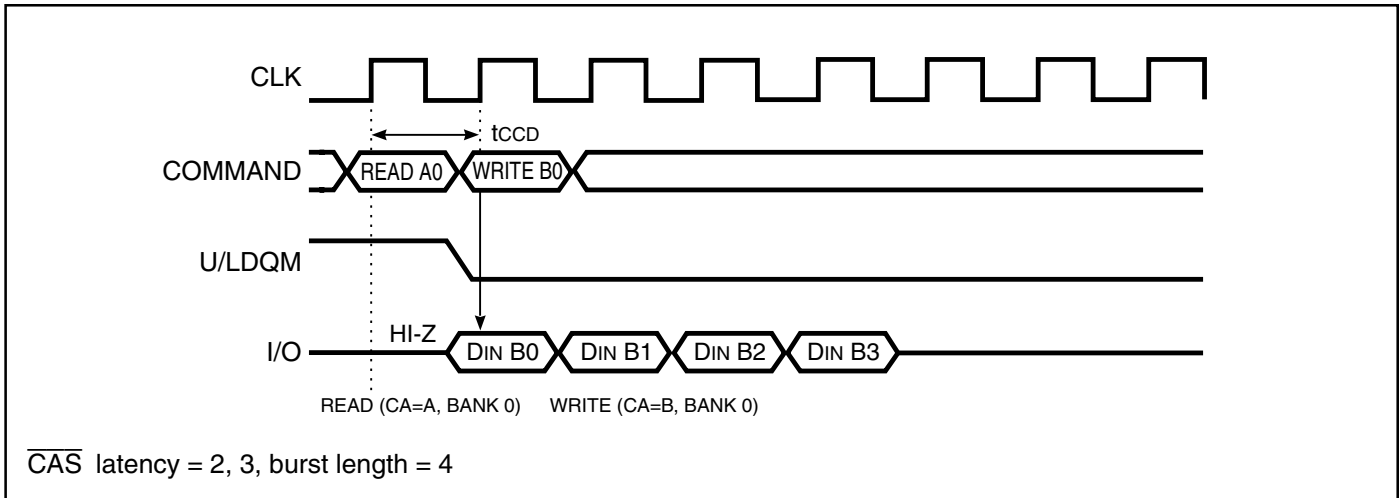 CLK
tCCD
COMMAND READ A0 WRITE B0
U/LDQM
HI-Z
I/O DIN B0 DIN B1 DIN B2 DIN B3
READ (CA=A, BANK 0) WRITE (CA=B, BANK 0)
CAS latency = 2, 3, burst length = 4